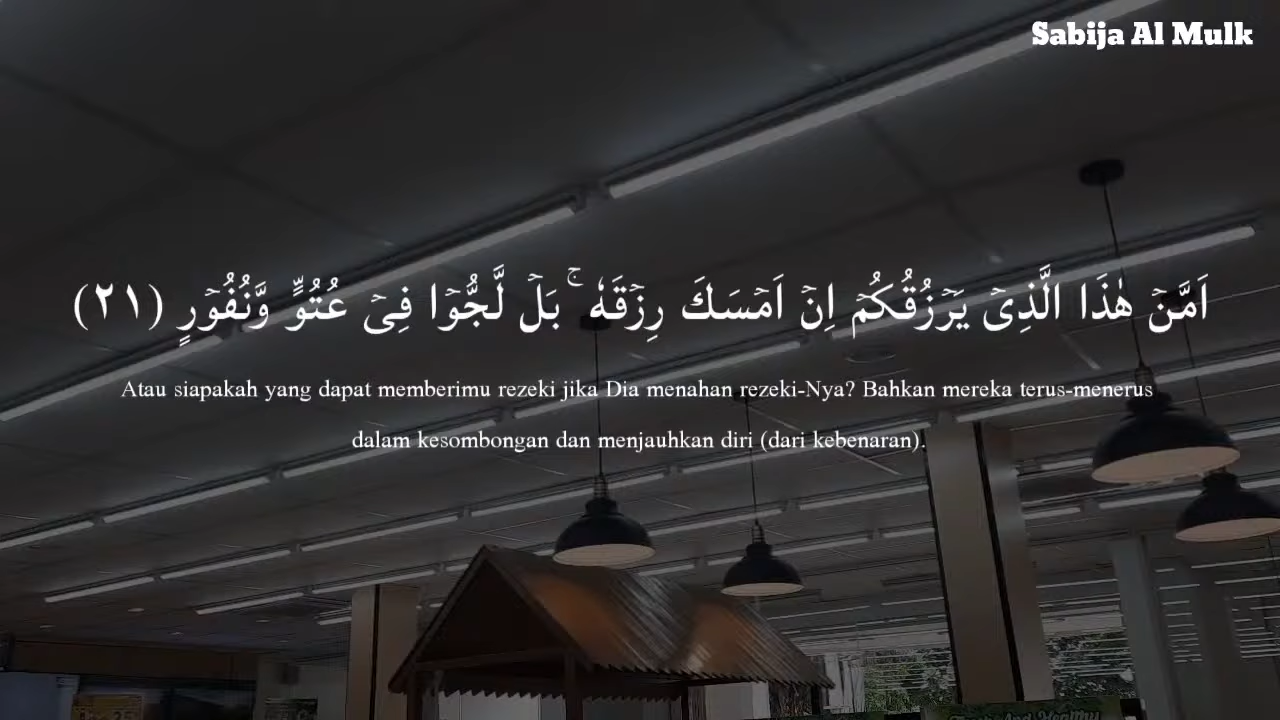 Sabija Al Mulk
اَمَّنۡ هٰذَا الَّذِىۡ يَرۡزُقُكُمۡ اِنۡ اَمۡسَكَ رِزۡقَهٗ ۚ بَلۡ لَّجُّوۡا فِىۡ عُتُوٍّ وَّنُفُوۡرٍ (٢١)
Atau siapakah yang dapat memberimu rezeki jika Dia menahan rezeki-Nya? Bahkan mereka terus-menerus
dalam kesombongan dan menjauhkan diri (dari kebenaran).